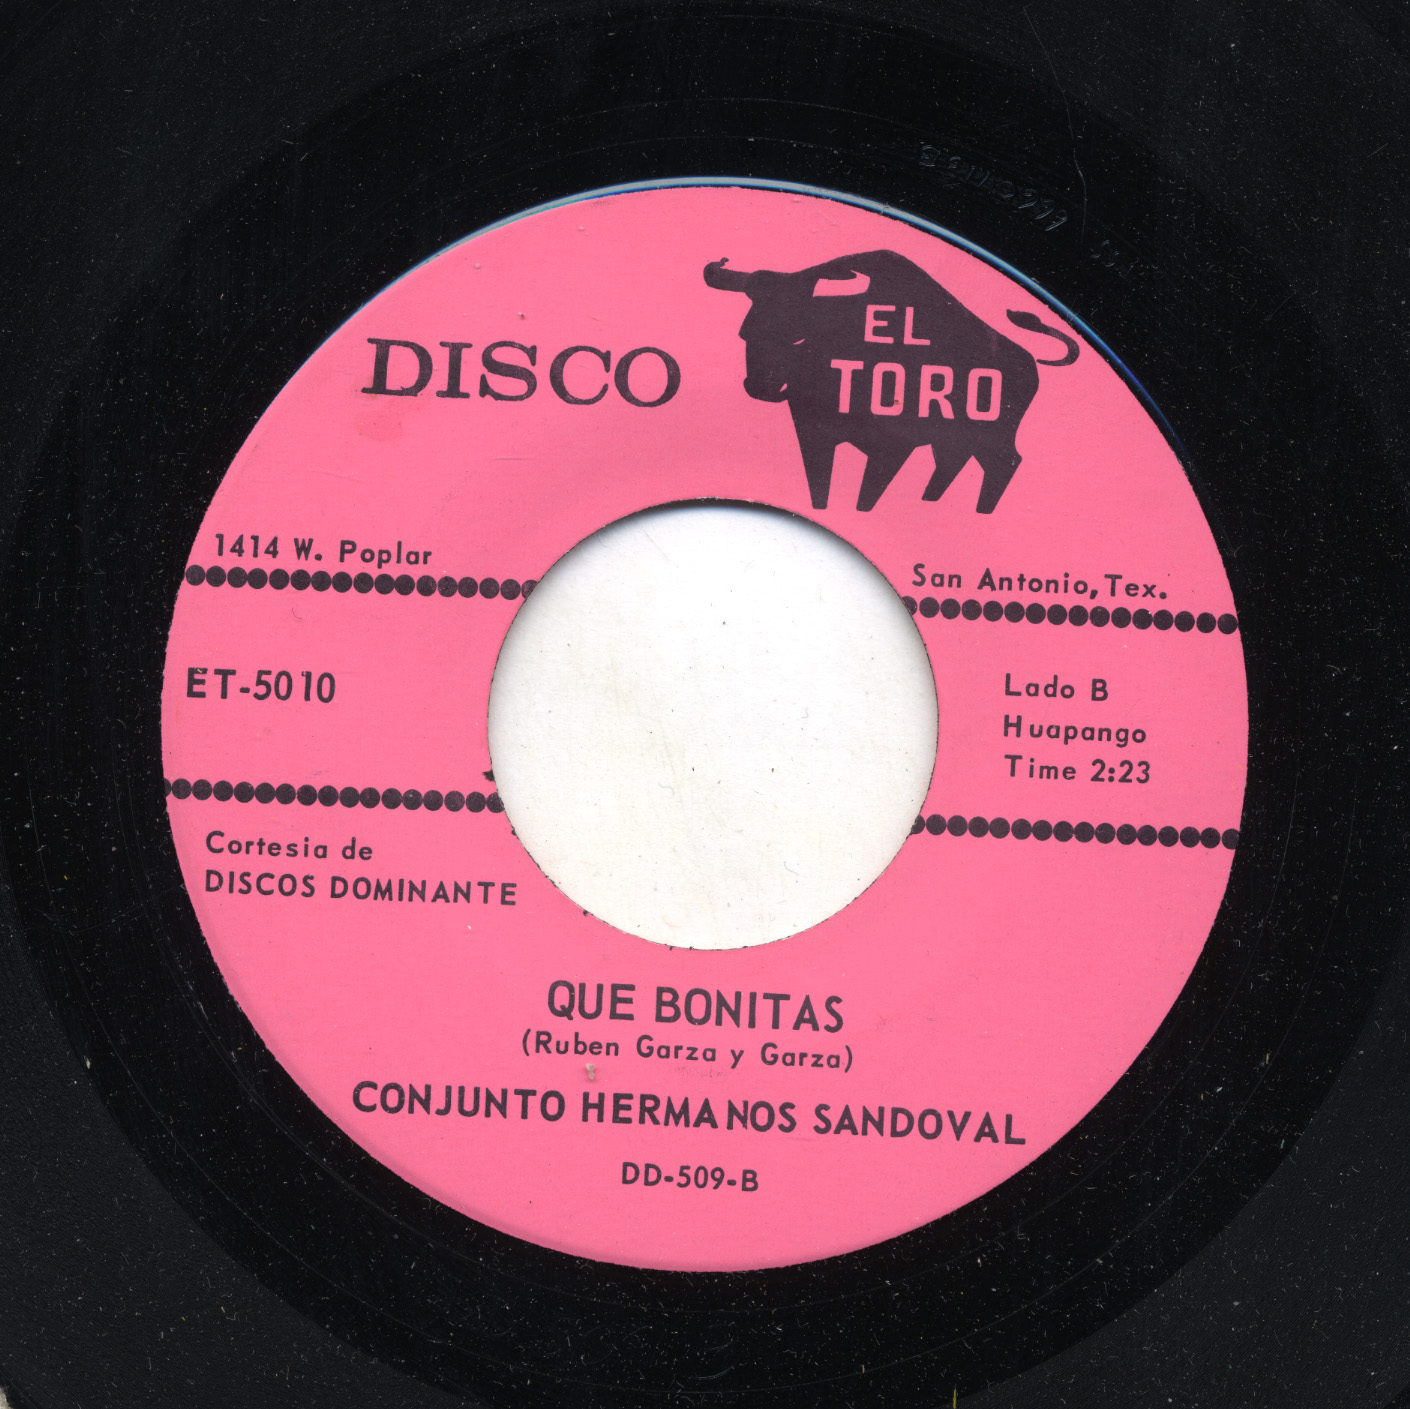 DISCO
EL
TORO
1414 W. Poplar
San Antonio, Tex.
ET-5010
Lado B
Huapango
Time 2:23
Cortesia de
DISCOS DOMINANTE
QUE BONITAS
(Ruben Garza y Garza)
CONJUNTO HERMANOS SANDOVAL
DD-509-B